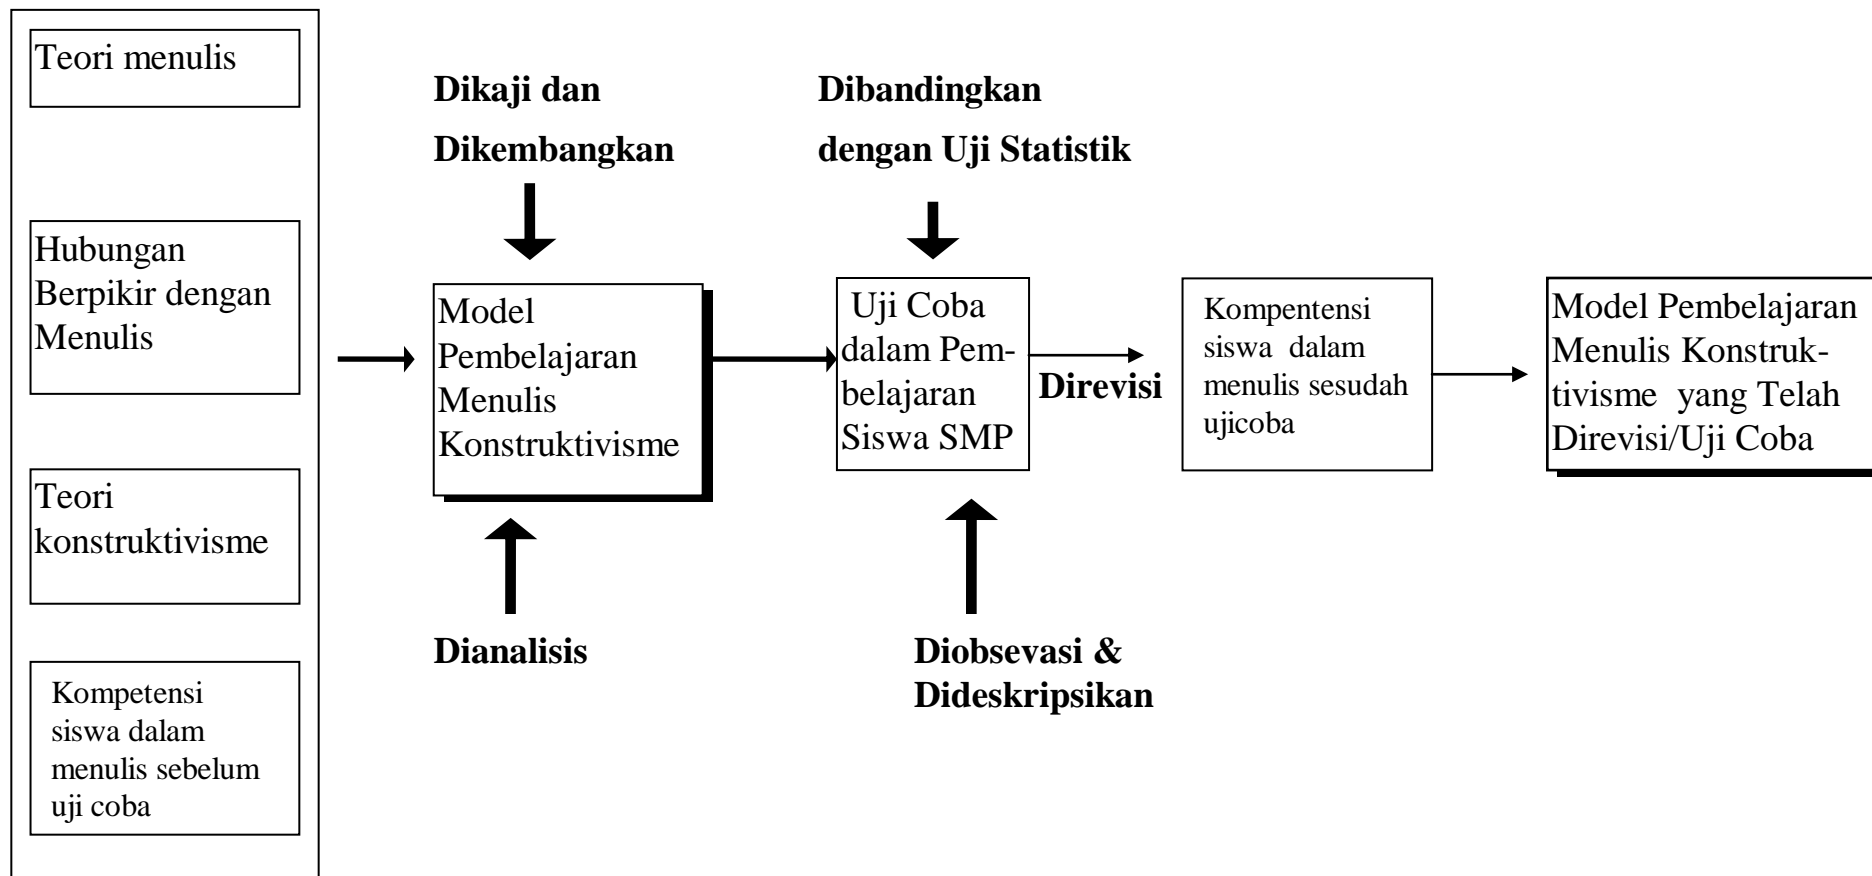 Teori menulis
Hubungan
Berpikir dengan
Menulis
Teori
konstruktivisme
Kompetensi
siswa dalam
menulis sebelum
uji coba
Dikaji dan
Dikembangkan
Model
Pembelajaran
Menulis
Konstruktivisme
Dianalisis
Dibandingkan
dengan Uji Statistik
Uji Coba
dalam Pem-
belajaran
Siswa SMP
Diobsevasi &
Dideskripsikan
Direvisi
Kompentensi
siswa dalam
menulis sesudah
ujicoba
Model Pembelajaran
Menulis Konstruk-
tivisme yang Telah
Direvisi/Uji Coba